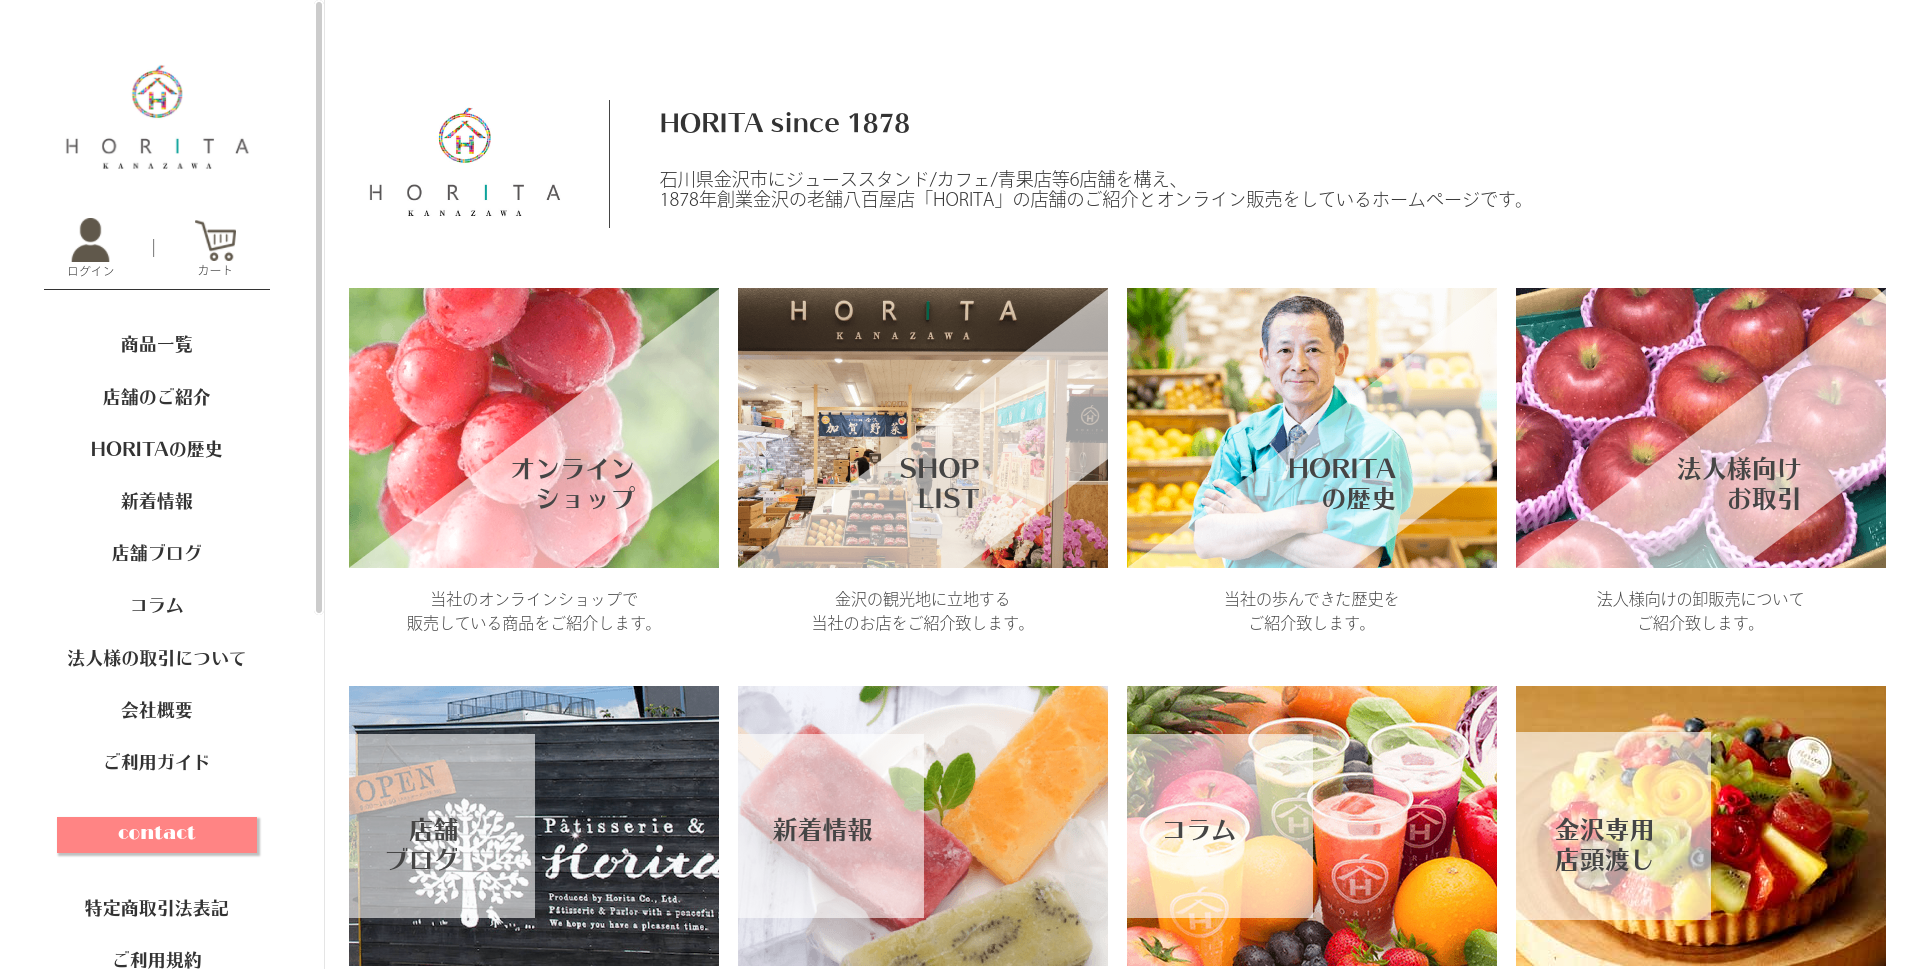 HORITA
KANAZAWA
ログイン
|
カート
商品一覧
店舗のご紹介
HORITAの歴史
新着情報
店舗ブログ
コラム
法人様の取引について
会社概要
ご利用ガイド
contact
特定商取引法表記
ご利用規約
HORITA
KANAZAWA
HORITA since 1878
石川県金沢市にジューススタンド/カフェ/青果店等6店舗を構え、
1878年創業金沢の老舗八百屋店「HORITA」の店舗のご紹介とオンライン販売をしているホームページです。
オンライン
ショップ
当社のオンラインショップで
販売している商品をご紹介します。
HORITA
KANAZAWA
加賀野菜
SHOP
LIST
金沢の観光地に立地する
当社のお店をご紹介致します。
HORITA
の歴史
当社の歩んできた歴史を
ご紹介致します。
法人様向け
お取引
法人様向けの卸販売について
ご紹介致します。
OPEN
店舗
ブログ
Pâtisserie &
Horita
Produced by Horita Co., Ltd.
Pâtisserie & Parlor with a peaceful
We hope you have a pleasent time.
新着情報
コラム
HORITA
HORITA
金沢専用
店頭渡し
Horita